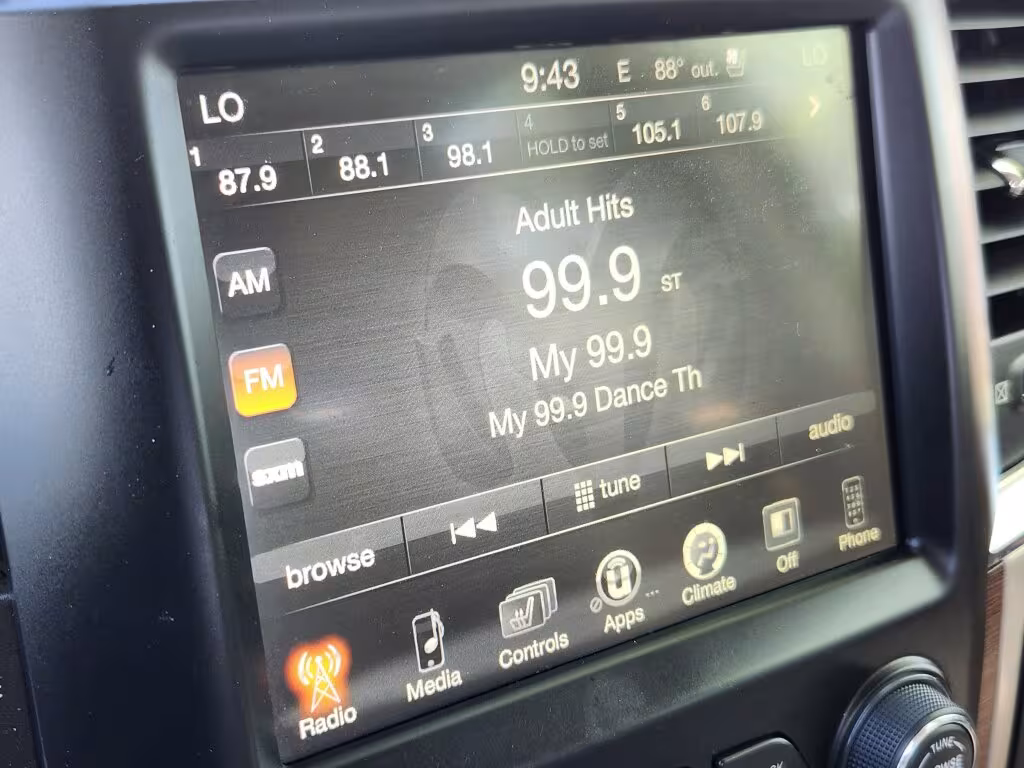 LO 9:43 E 88° out. LO
1 87.9 2 88.1 3 98.1 4 HOLD to set 5 105.1 6 107.9
Adult Hits
AM
99.9 ST
FM
My 99.9
My 99.9 Dance Th
sxm
browse tune audio
Radio Media Controls Apps ... Climate Off Phone
TUNE